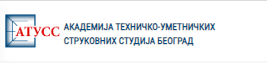 АТУСС
АКАДЕМИЈА ТЕХНИЧКО-УМЕТНИЧКИХ
СТРУКОВНИХ СТУДИЈА БЕОГРАД